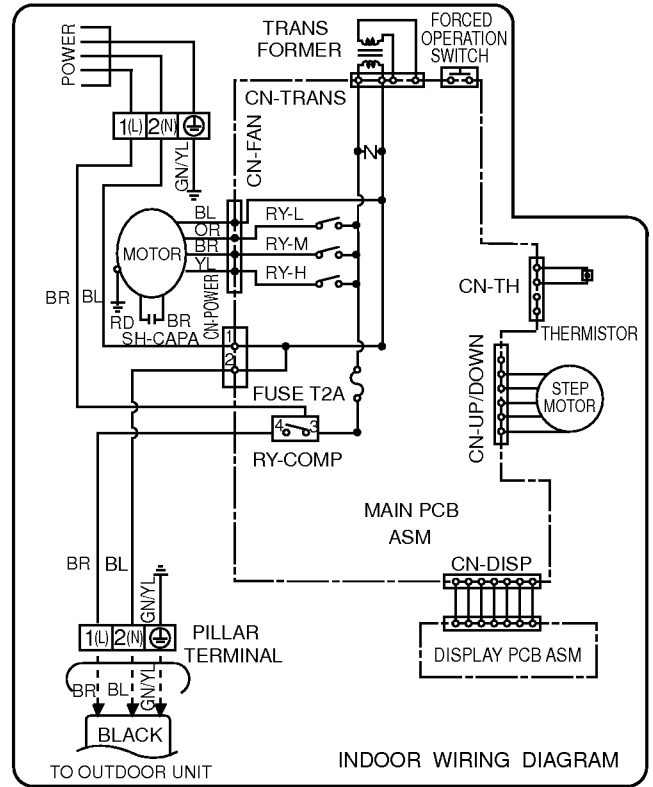 TRANS
FORMER
FORCED
OPERATION
SWITCH
POWER
CN-TRANS
1(L) 2(N)
CN-FAN
GN/YL
N
BL
OR
BR
YL
RY-L
RY-M
RY-H
MOTOR
CN-TH
BR BL
RD
BR
SH-CAPA
CN-POWER
1
2
THERMISTOR
CN-UP/DOWN
STEP
MOTOR
FUSE T2A
4 3
RY-COMP
MAIN PCB
ASM
CN-DISP
BR BL GN/YL
1(L) 2(N)
PILLAR
TERMINAL
DISPLAY PCB ASM
BR BL GN/YL
BLACK
INDOOR WIRING DIAGRAM
TO OUTDOOR UNIT